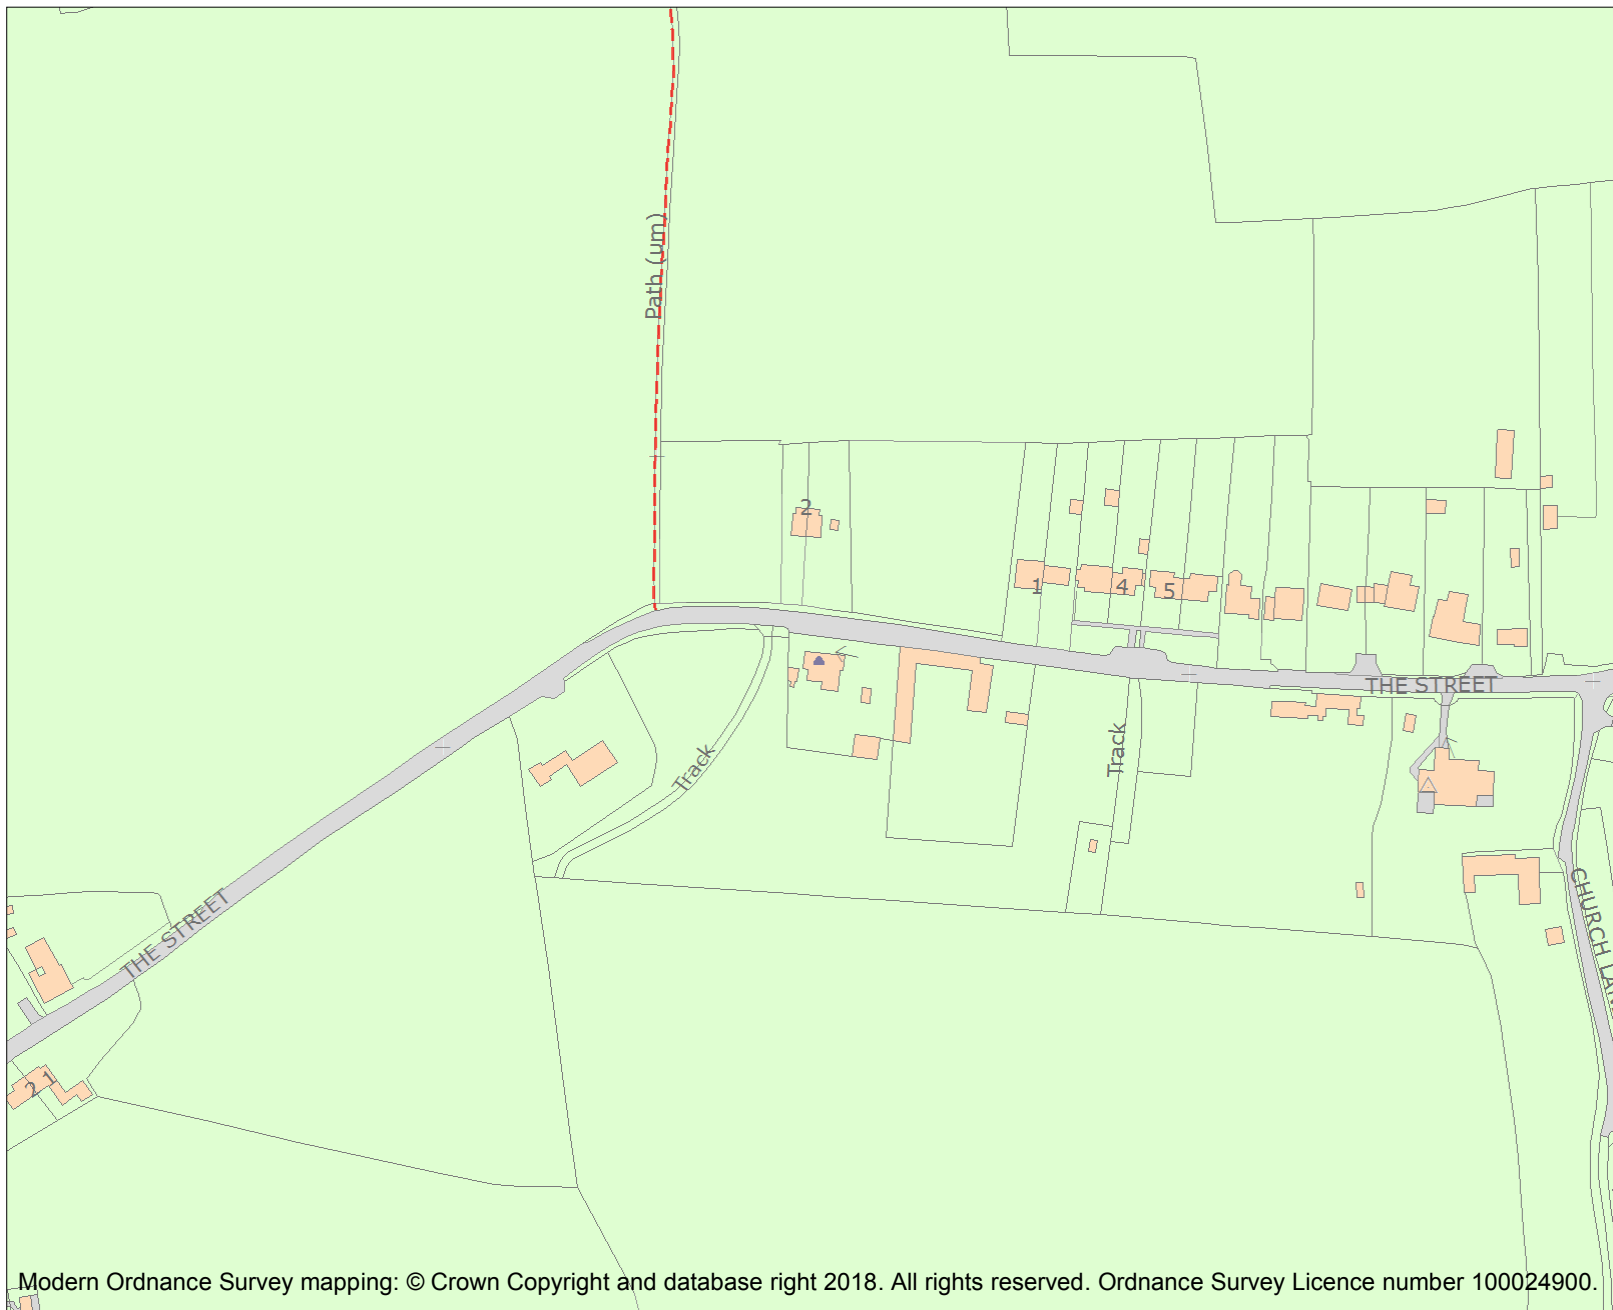 Path (um)
2
1
4
5
THE STREET
Track
Track
THE STREET
CHURCH LAN
2 1
Modern Ordnance Survey mapping: © Crown Copyright and database right 2018. All rights reserved. Ordnance Survey Licence number 100024900.